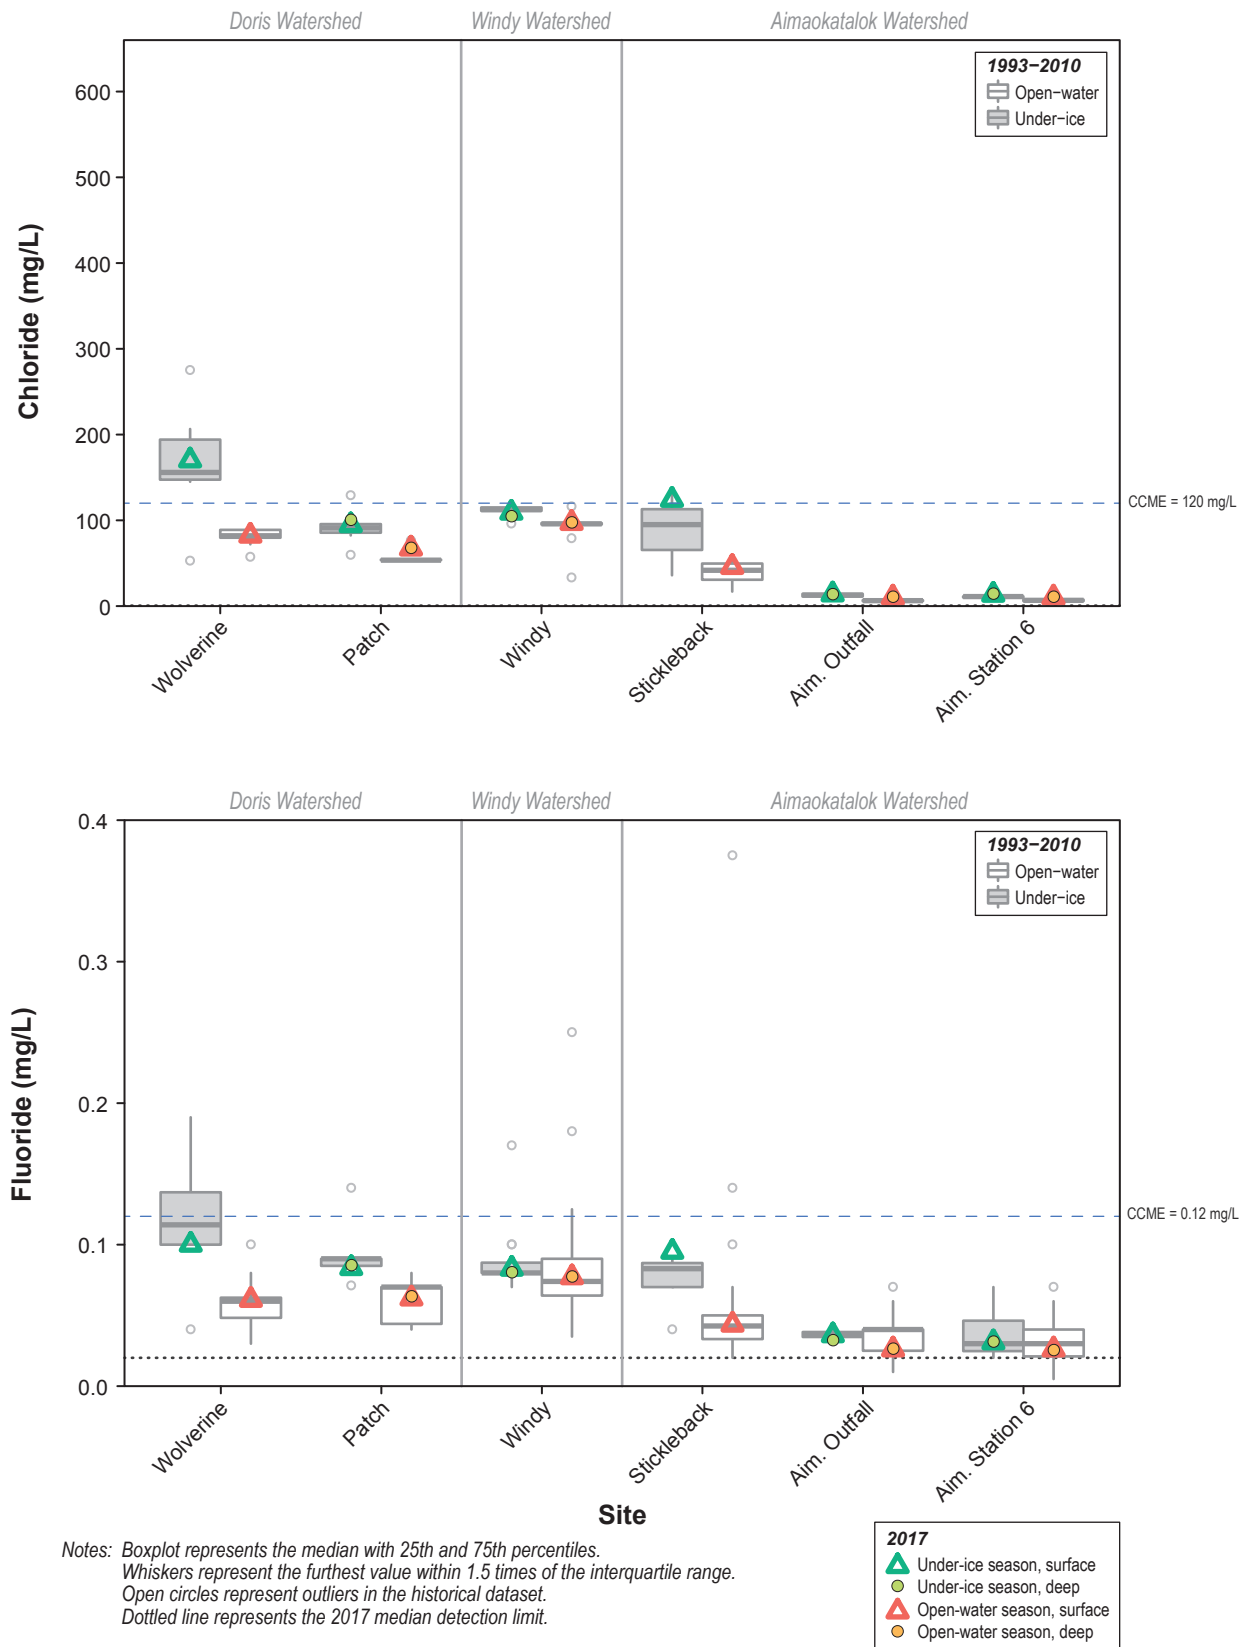 Doris Watershed Windy Watershed Aimaokatalok Watershed
1993−2010
Open−water
Under−ice
600
500
400
300
200
100
0
Chloride (mg/L)
CCME = 120 mg/L
Wolverine Patch Windy Stickleback Aim. Outfall Aim. Station 6
Doris Watershed Windy Watershed Aimaokatalok Watershed
1993−2010
Open−water
Under−ice
0.4
0.3
0.2
0.1
0.0
Fluoride (mg/L)
CCME = 0.12 mg/L
Wolverine Patch Windy Stickleback Aim. Outfall Aim. Station 6
Site
Notes: Boxplot represents the median with 25th and 75th percentiles.
Whiskers represent the furthest value within 1.5 times of the interquartile range.
Open circles represent outliers in the historical dataset.
Dotted line represents the 2017 median detection limit.
2017
Under-ice season, surface
Under-ice season, deep
Open-water season, surface
Open-water season, deep